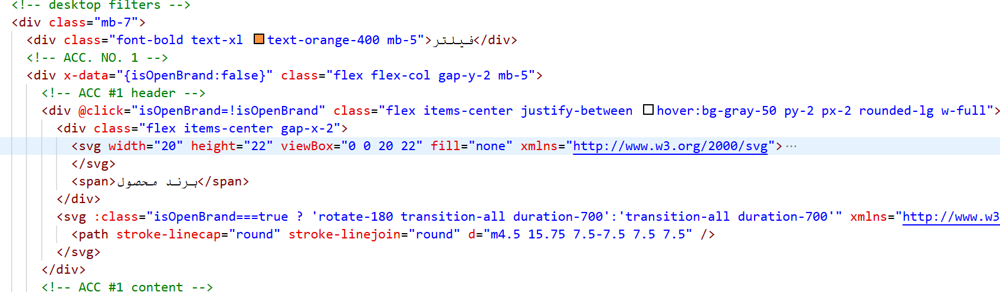 <!-- desktop filters -->
<div class="mb-7">
<div class="font-bold text-xl text-orange-400 mb-5">فیلتر</div>
<!-- ACC. NO. 1 -->
<div x-data="{isOpenBrand:false}" class="flex flex-col gap-y-2 mb-5">
<!-- ACC #1 header -->
<div @click="isOpenBrand=!isOpenBrand" class="flex items-center justify-between hover:bg-gray-50 py-2 px-2 rounded-lg w-full">
<div class="flex items-center gap-x-2">
<svg width="20" height="22" viewBox="0 0 20 22" fill="none" xmlns="http://www.w3.org/2000/svg">···
</svg>
<span>برند محصول</span>
</div>
<svg :class="isOpenBrand===true ? 'rotate-180 transition-all duration-700':'transition-all duration-700'" xmlns="http://www.w3
<path stroke-linecap="round" stroke-linejoin="round" d="m4.5 15.75 7.5-7.5 7.5 7.5" />
</svg>
</div>
<!-- ACC #1 content -->